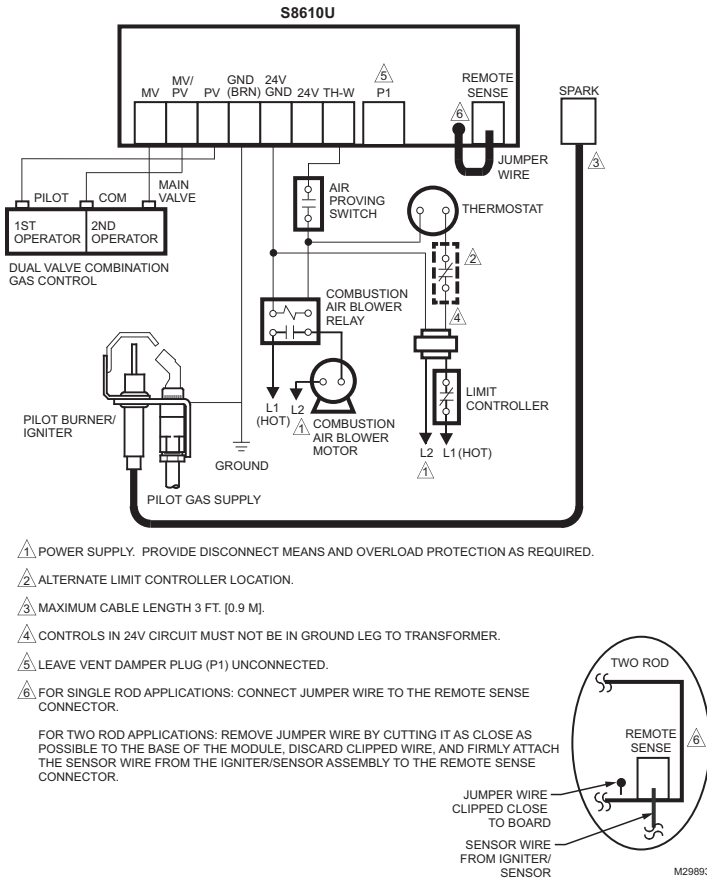 S8610U
MV
MV/
PV
PV
GND
(BRN)
24V
GND
24V
TH-W
5
P1
6
REMOTE
SENSE
SPARK
3
JUMPER
WIRE
PILOT
COM
MAIN
VALVE
1ST
OPERATOR
2ND
OPERATOR
DUAL VALVE COMBINATION
GAS CONTROL
AIR
PROVING
SWITCH
THERMOSTAT
2
4
COMBUSTION
AIR BLOWER
RELAY
LIMIT
CONTROLLER
L1
(HOT)
L2
1
COMBUSTION
AIR BLOWER
MOTOR
L2
1
L1 (HOT)
PILOT BURNER/
IGNITER
GROUND
PILOT GAS SUPPLY
1 POWER SUPPLY. PROVIDE DISCONNECT MEANS AND OVERLOAD PROTECTION AS REQUIRED.
2 ALTERNATE LIMIT CONTROLLER LOCATION.
3 MAXIMUM CABLE LENGTH 3 FT. [0.9 M].
4 CONTROLS IN 24V CIRCUIT MUST NOT BE IN GROUND LEG TO TRANSFORMER.
5 LEAVE VENT DAMPER PLUG (P1) UNCONNECTED.
6 FOR SINGLE ROD APPLICATIONS: CONNECT JUMPER WIRE TO THE REMOTE SENSE
CONNECTOR.
FOR TWO ROD APPLICATIONS: REMOVE JUMPER WIRE BY CUTTING IT AS CLOSE AS
POSSIBLE TO THE BASE OF THE MODULE, DISCARD CLIPPED WIRE, AND FIRMLY ATTACH
THE SENSOR WIRE FROM THE IGNITER/SENSOR ASSEMBLY TO THE REMOTE SENSE
CONNECTOR.
TWO ROD
REMOTE
SENSE
6
JUMPER WIRE
CLIPPED CLOSE
TO BOARD
SENSOR WIRE
FROM IGNITER/
SENSOR
M29893